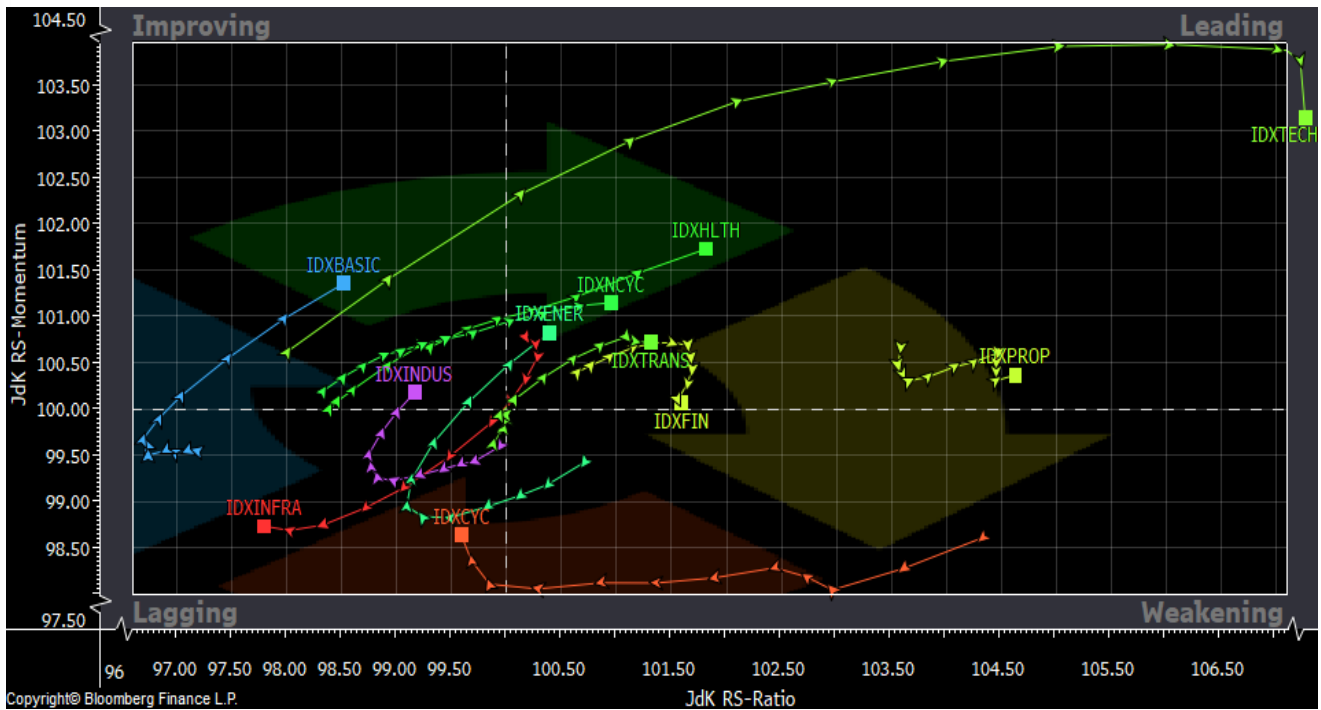 104.50
Improving
Leading
103.50
103.00
IDXTECH
102.50
102.00
IDXHLTH
101.50
IDXBASIC
IDXNCYC
101.00
IDXENER
100.50
IDXTRANS
IDXPROP
IDXINDUS
100.00
IDXFIN
99.50
99.00
IDXINFRA
IDXCYC
98.50
97.50
Lagging
Weakening
JdK RS-Momentum
96 97.00 97.50 98.00 98.50 99.00 99.50 100.50 101.50 102.50 103.50 104.50 105.50 106.50
Copyright© Bloomberg Finance L.P.
JdK RS-Ratio